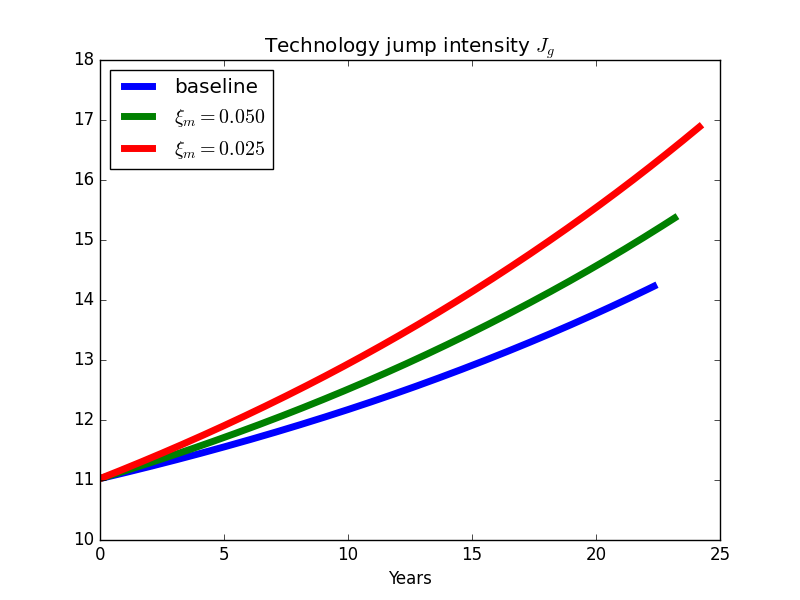 Technology jump intensity J_g
18
17
16
15
14
13
12
11
10
baseline
ξ_m = 0.050
ξ_m = 0.025
0 5 10 15 20 25
Years